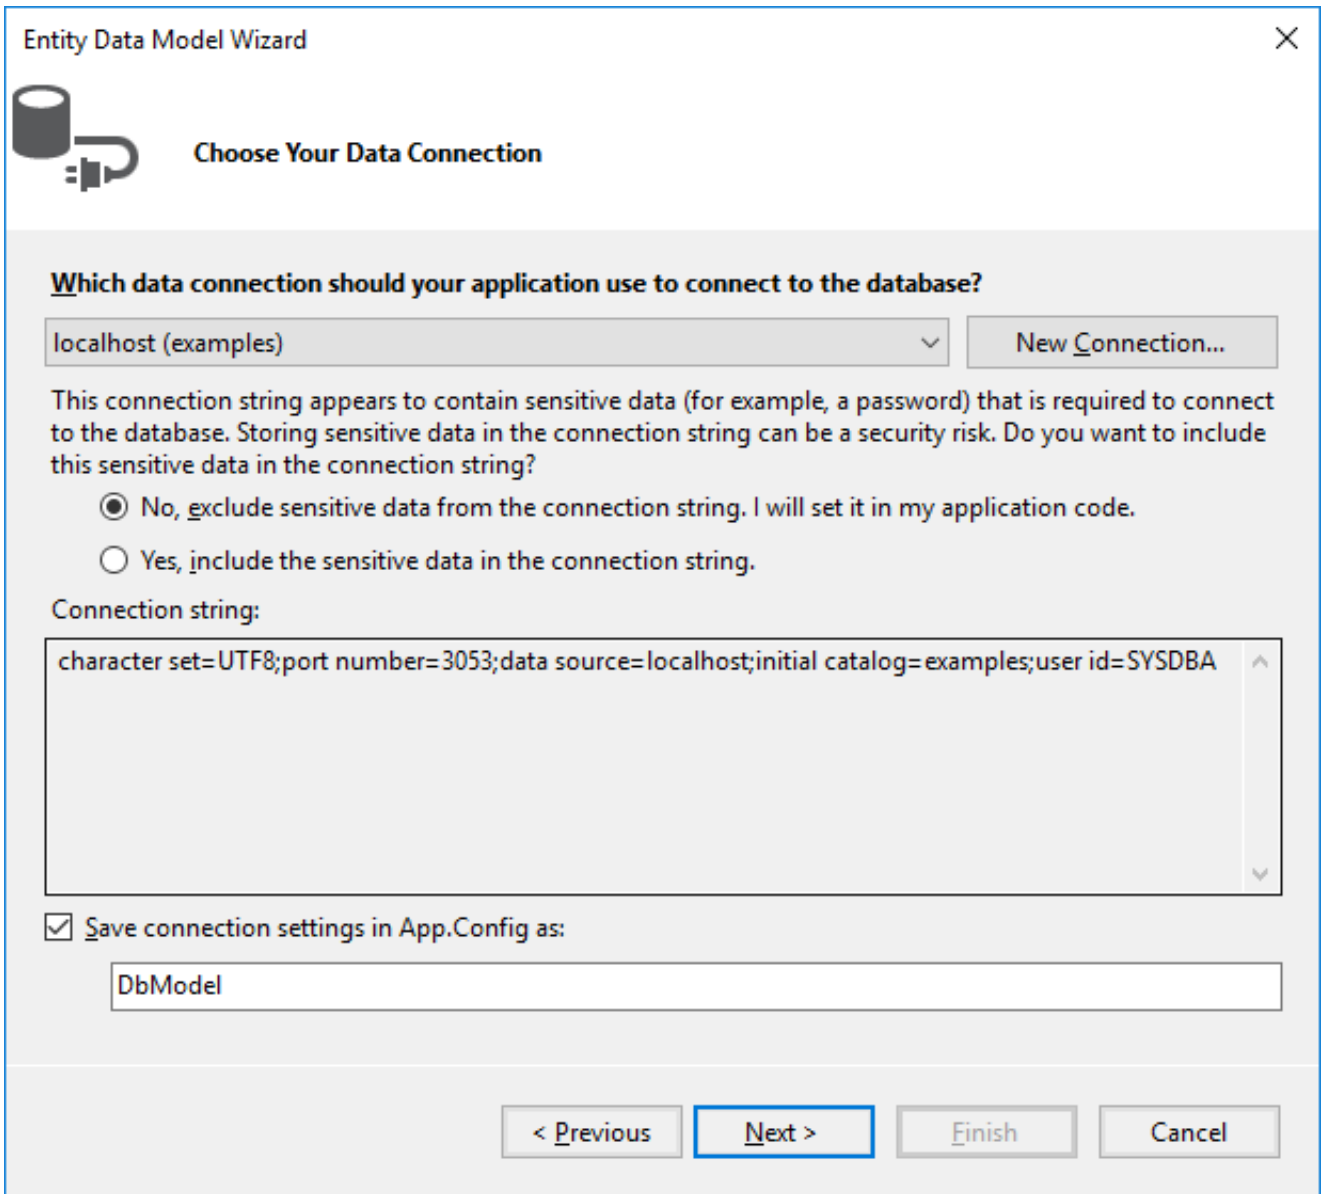 Entity Data Model Wizard
Choose Your Data Connection
Which data connection should your application use to connect to the database?
localhost (examples)
New Connection...
This connection string appears to contain sensitive data (for example, a password) that is required to connect
to the database. Storing sensitive data in the connection string can be a security risk. Do you want to include
this sensitive data in the connection string?
No, exclude sensitive data from the connection string. I will set it in my application code.
Yes, include the sensitive data in the connection string.
Connection string:
character set=UTF8;port number=3053;data source=localhost;initial catalog=examples;user id=SYSDBA
Save connection settings in App.Config as:
DbModel
< Previous
Next >
Finish
Cancel